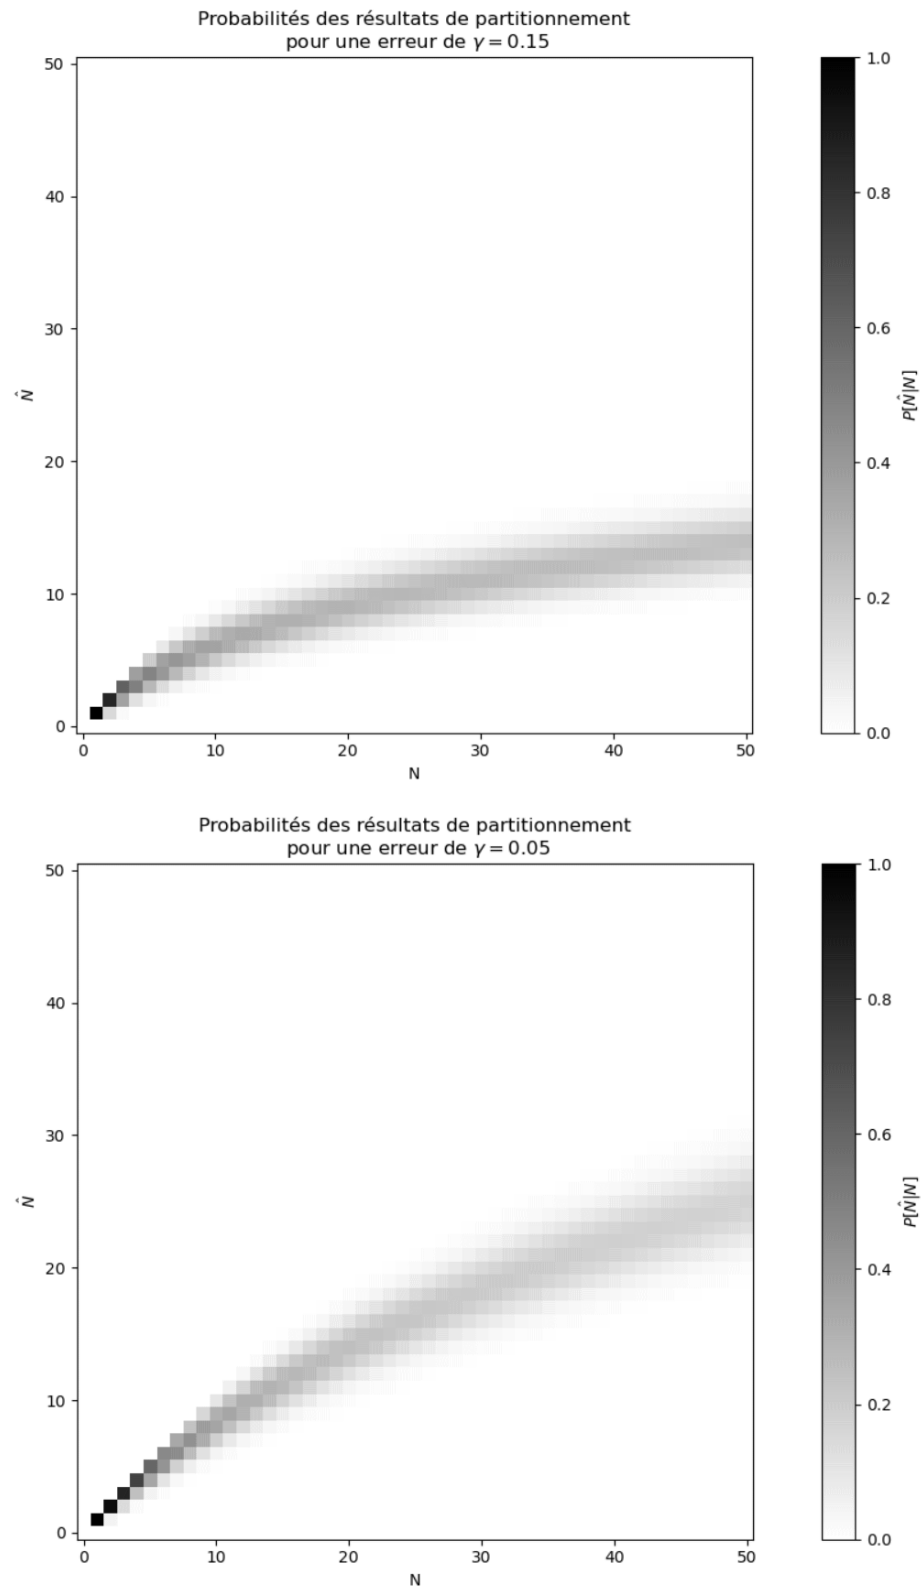 Probabilités des résultats de partitionnement
pour une erreur de γ = 0.15
50
40
30
20
10
0
N̂
0 10 20 30 40 50
N
1.0
0.8
0.6
0.4
0.2
0.0
P[N̂|N]
Probabilités des résultats de partitionnement
pour une erreur de γ = 0.05
50
40
30
20
10
0
N̂
0 10 20 30 40 50
N
1.0
0.8
0.6
0.4
0.2
0.0
P[N̂|N]